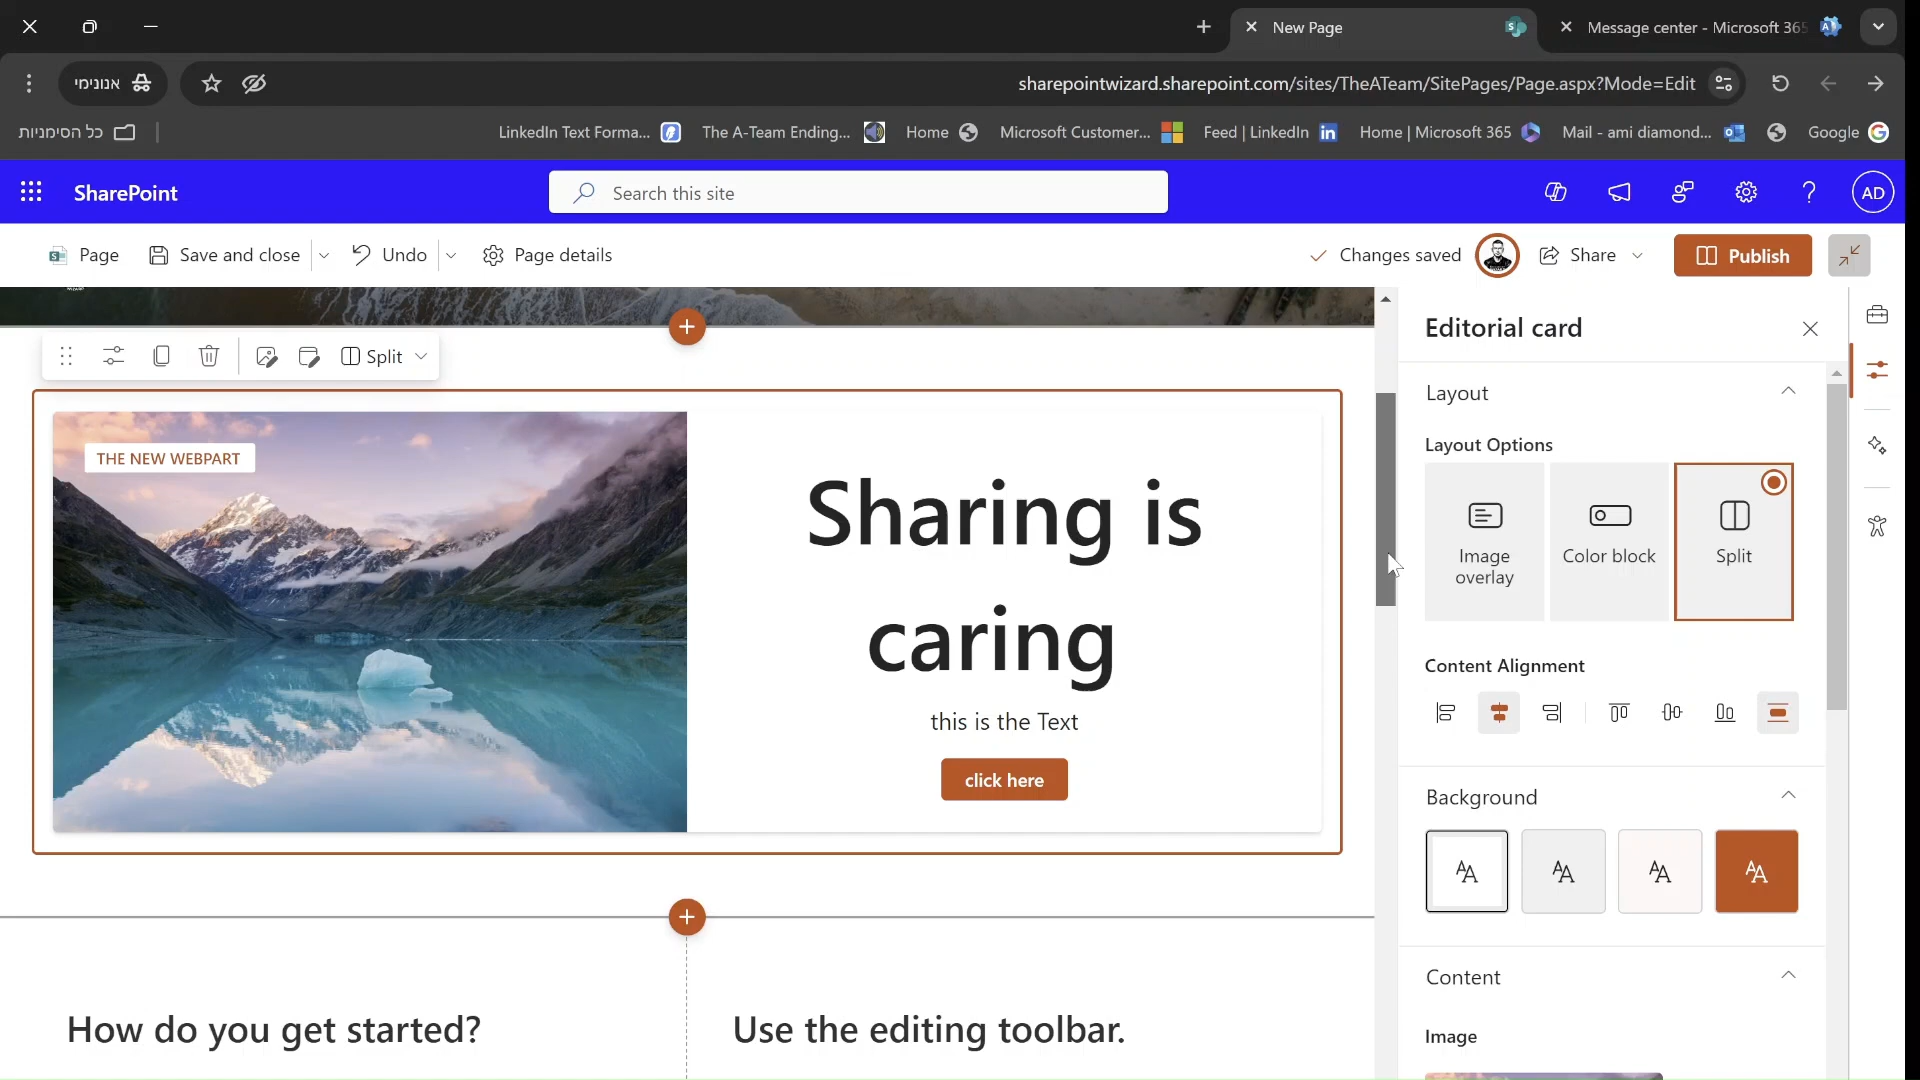 New Page
Message center - Microsoft 365
אנונימי
sharepointwizard.sharepoint.com/sites/TheATeam/SitePages/Page.aspx?Mode=Edit
כל הסימניות
LinkedIn Text Forma...
The A-Team Ending...
Home
Microsoft Customer...
Feed | LinkedIn
Home | Microsoft 365
Mail - ami diamond...
Google
SharePoint
Search this site
AD
Page
Save and close
Undo
Page details
Changes saved
Share
Publish
Split
THE NEW WEBPART
Sharing is
caring
this is the Text
click here
How do you get started?
Use the editing toolbar.
Editorial card
Layout
Layout Options
Image
overlay
Color block
Split
Content Alignment
Background
Content
Image